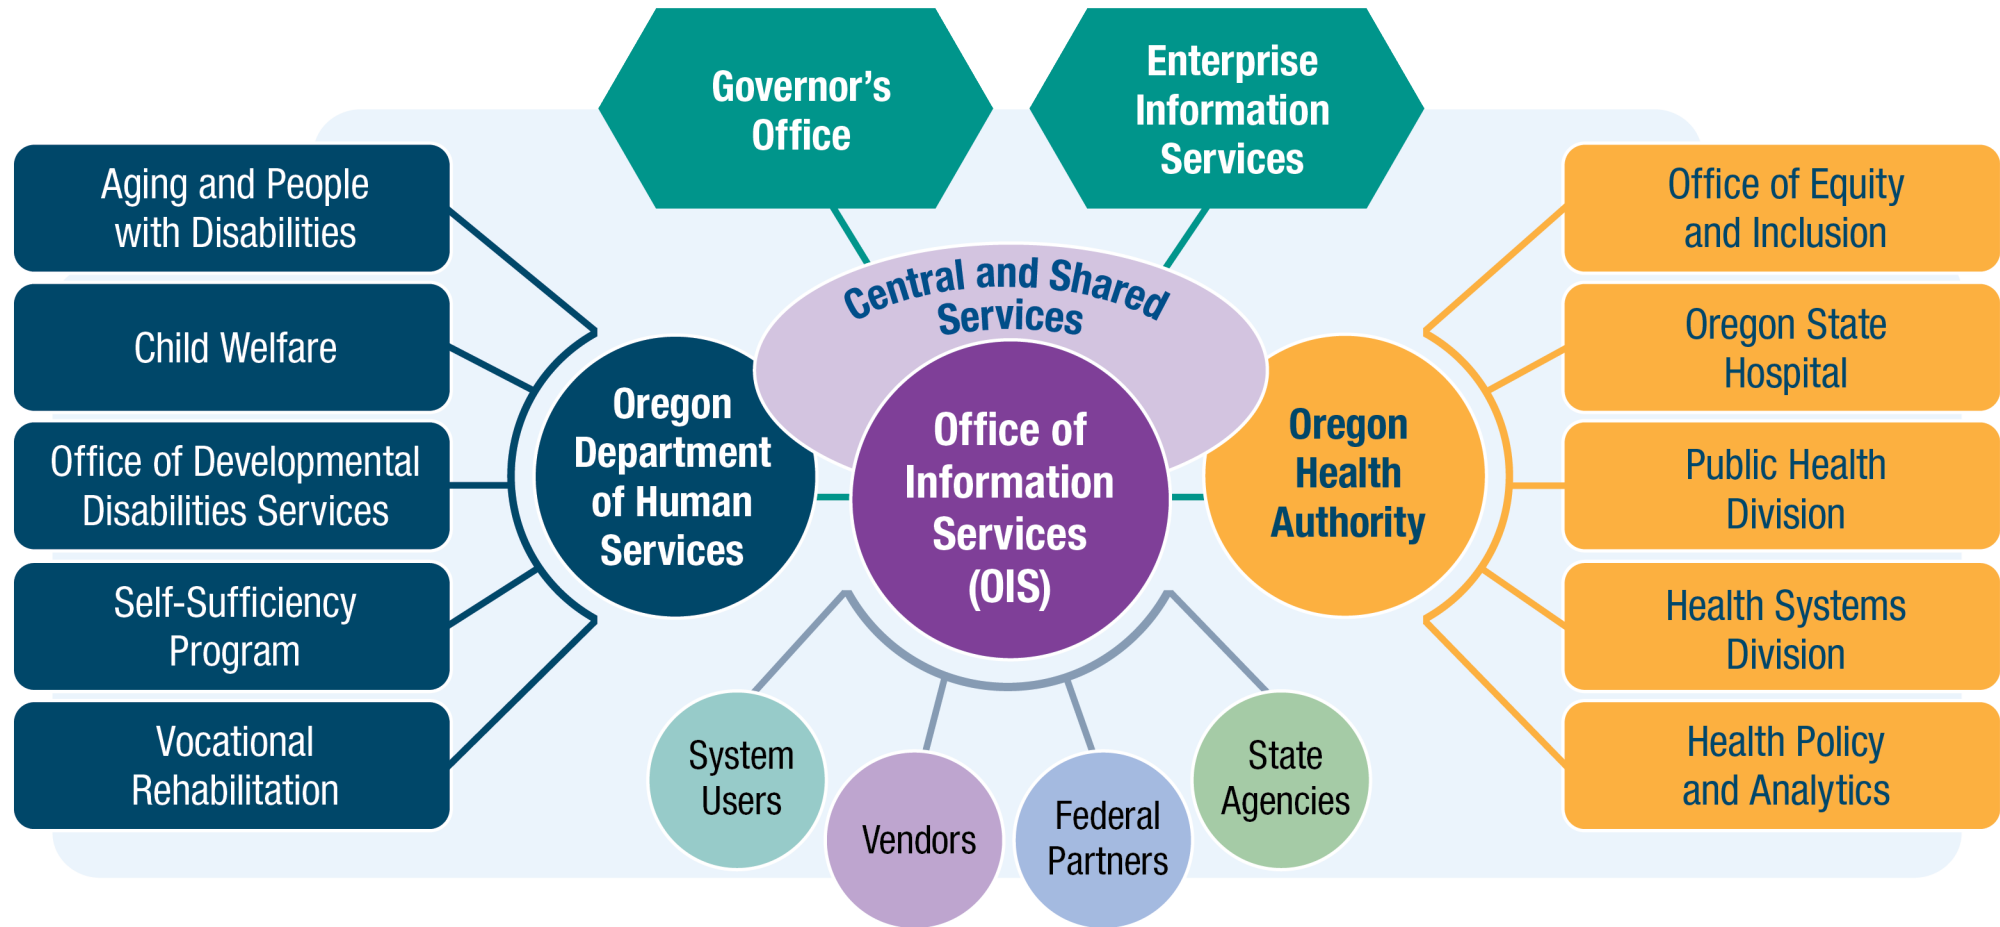 Governor’s
Office
Enterprise
Information
Services
Aging and People
with Disabilities
Child Welfare
Office of Developmental
Disabilities Services
Self-Sufficiency
Program
Vocational
Rehabilitation
Oregon
Department
of Human
Services
Central and Shared
Services
Office of
Information
Services
(OIS)
Oregon
Health
Authority
Office of Equity
and Inclusion
Oregon State
Hospital
Public Health
Division
Health Systems
Division
Health Policy
and Analytics
System
Users
Vendors
Federal
Partners
State
Agencies